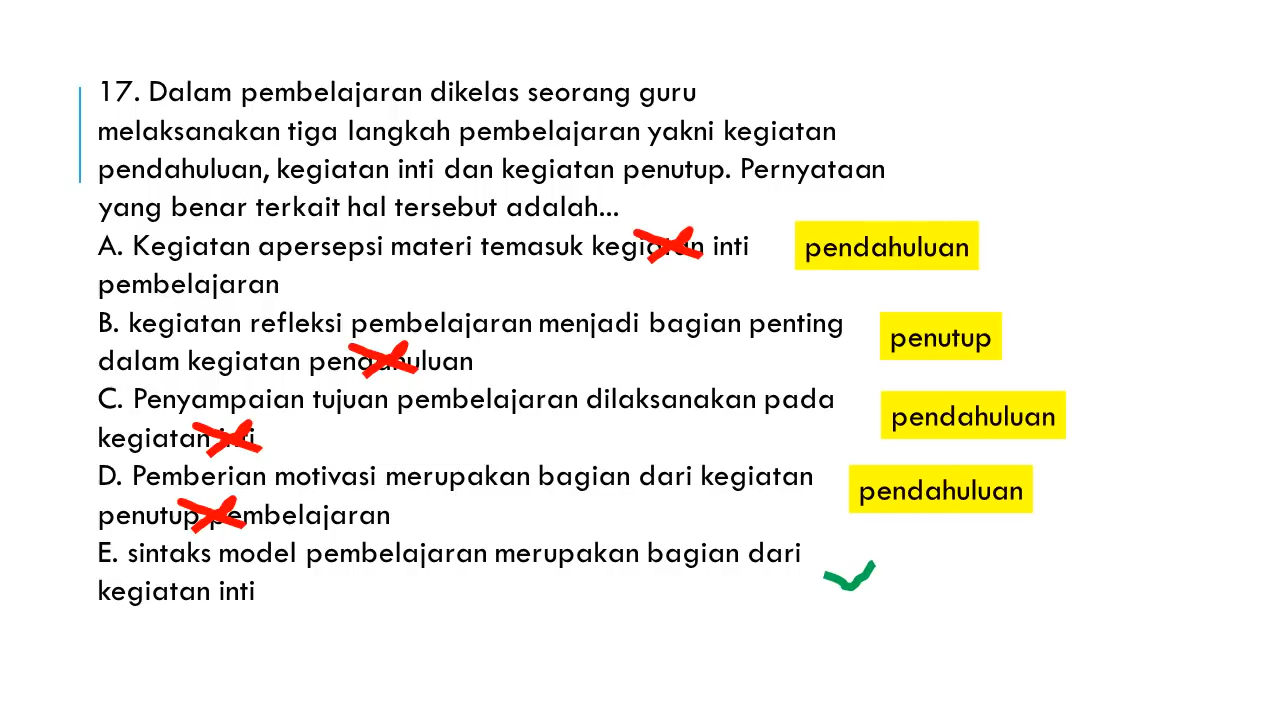 17. Dalam pembelajaran dikelas seorang guru
melaksanakan tiga langkah pembelajaran yakni kegiatan
pendahuluan, kegiatan inti dan kegiatan penutup. Pernyataan
yang benar terkait hal tersebut adalah...
A. Kegiatan apersepsi materi temasuk kegiatan inti
pendahuluan
pembelajaran
B. kegiatan refleksi pembelajaran menjadi bagian penting
penutup
dalam kegiatan pendahuluan
C. Penyampaian tujuan pembelajaran dilaksanakan pada
pendahuluan
kegiatan inti
D. Pemberian motivasi merupakan bagian dari kegiatan
pendahuluan
penutup pembelajaran
E. sintaks model pembelajaran merupakan bagian dari
kegiatan inti